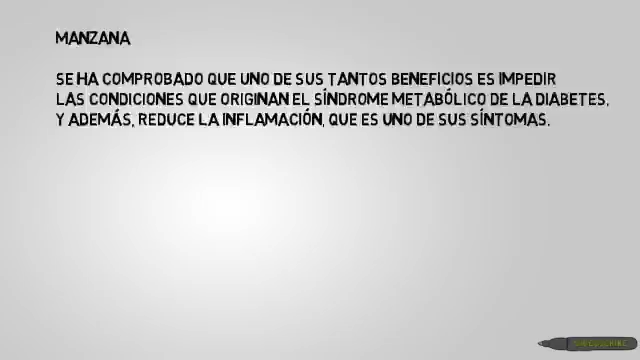 MANZANA
SE HA COMPROBADO QUE UNO DE SUS TANTOS BENEFICIOS ES IMPEDIR
LAS CONDICIONES QUE ORIGINAN EL SÍNDROME METABÓLICO DE LA DIABETES,
Y ADEMÁS, REDUCE LA INFLAMACIÓN, QUE ES UNO DE SUS SÍNTOMAS.